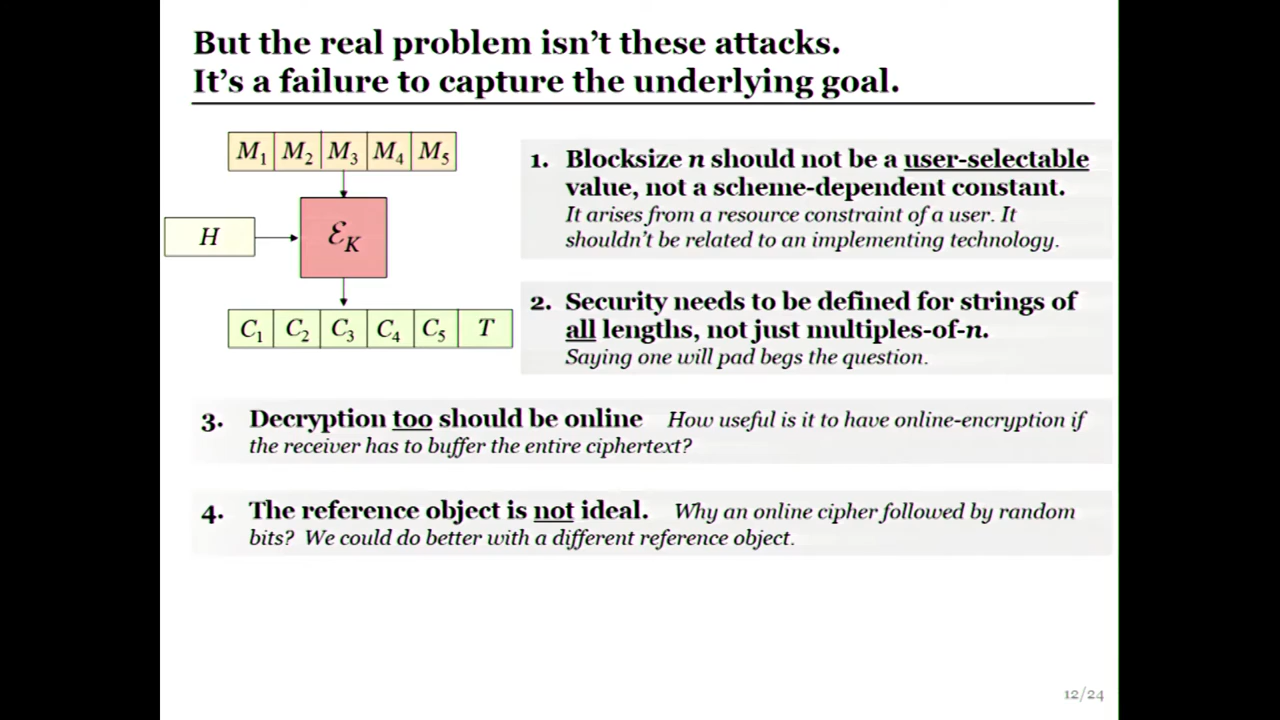 But the real problem isn't these attacks.
It's a failure to capture the underlying goal.
M1 M2 M3 M4 M5
H
ℰK
C1 C2 C3 C4 C5 T
1. Blocksize n should not be a user-selectable
value, not a scheme-dependent constant.
It arises from a resource constraint of a user. It
shouldn't be related to an implementing technology.
2. Security needs to be defined for strings of
all lengths, not just multiples-of-n.
Saying one will pad begs the question.
3. Decryption too should be online How useful is it to have online-encryption if
the receiver has to buffer the entire ciphertext?
4. The reference object is not ideal. Why an online cipher followed by random
bits? We could do better with a different reference object.
12/24